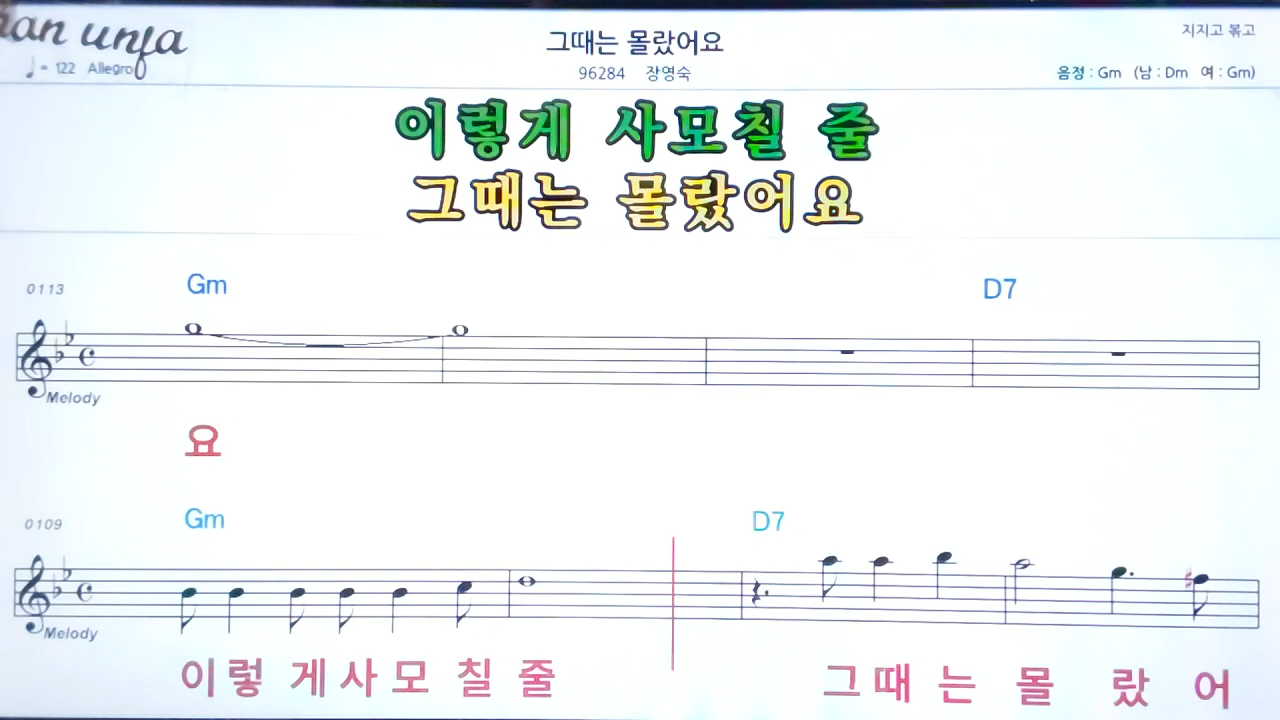 그때는 몰랐어요
지지고 볶고
♩= 122 Allegro
96284 장영숙
음정 : Gm (남 : Dm 여 : Gm)
이렇게 사모칠 줄
그때는 몰랐어요
0113 Gm D7
Melody
요
0109 Gm D7
Melody
이 렇 게 사 모 칠 줄 그 때 는 몰 랐 어